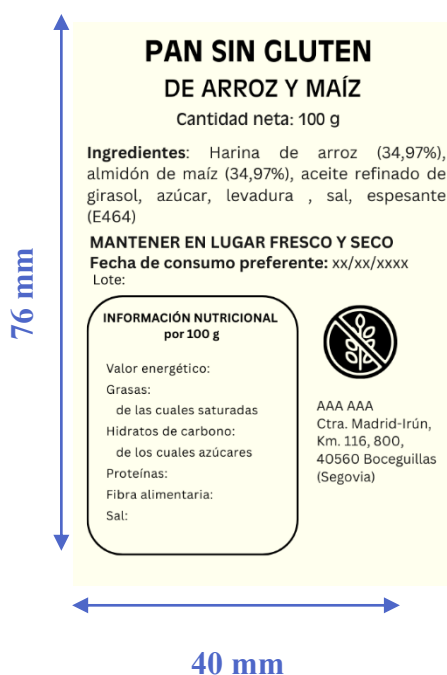 PAN SIN GLUTEN
DE ARROZ Y MAÍZ
Cantidad neta: 100 g
Ingredientes: Harina de arroz (34,97%),
almidón de maíz (34,97%), aceite refinado de
girasol, azúcar, levadura , sal, espesante
(E464)
MANTENER EN LUGAR FRESCO Y SECO
Fecha de consumo preferente: xx/xx/xxxx
Lote:
INFORMACIÓN NUTRICIONAL
por 100 g
Valor energético:
Grasas:
de las cuales saturadas
Hidratos de carbono:
de los cuales azúcares
Proteínas:
Fibra alimentaria:
Sal:
AAA AAA
Ctra. Madrid-Irún,
Km. 116, 800,
40560 Boceguillas
(Segovia)
76 mm
40 mm